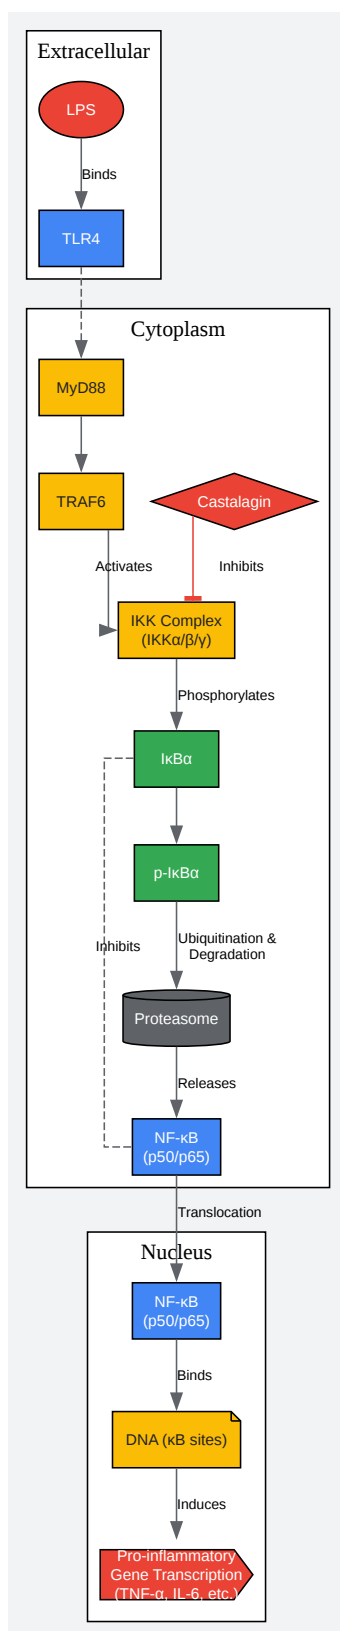 Extracellular
LPS
Binds
TLR4
Cytoplasm
MyD88
TRAF6
Castalagin
Activates
Inhibits
IKK Complex
(IKKα/β/γ)
Phosphorylates
IκBα
p-IκBα
Inhibits
Ubiquitination &
Degradation
Proteasome
Releases
NF-κB
(p50/p65)
Translocation
Nucleus
NF-κB
(p50/p65)
Binds
DNA (κB sites)
Induces
Pro-inflammatory
Gene Transcription
(TNF-α, IL-6, etc.)